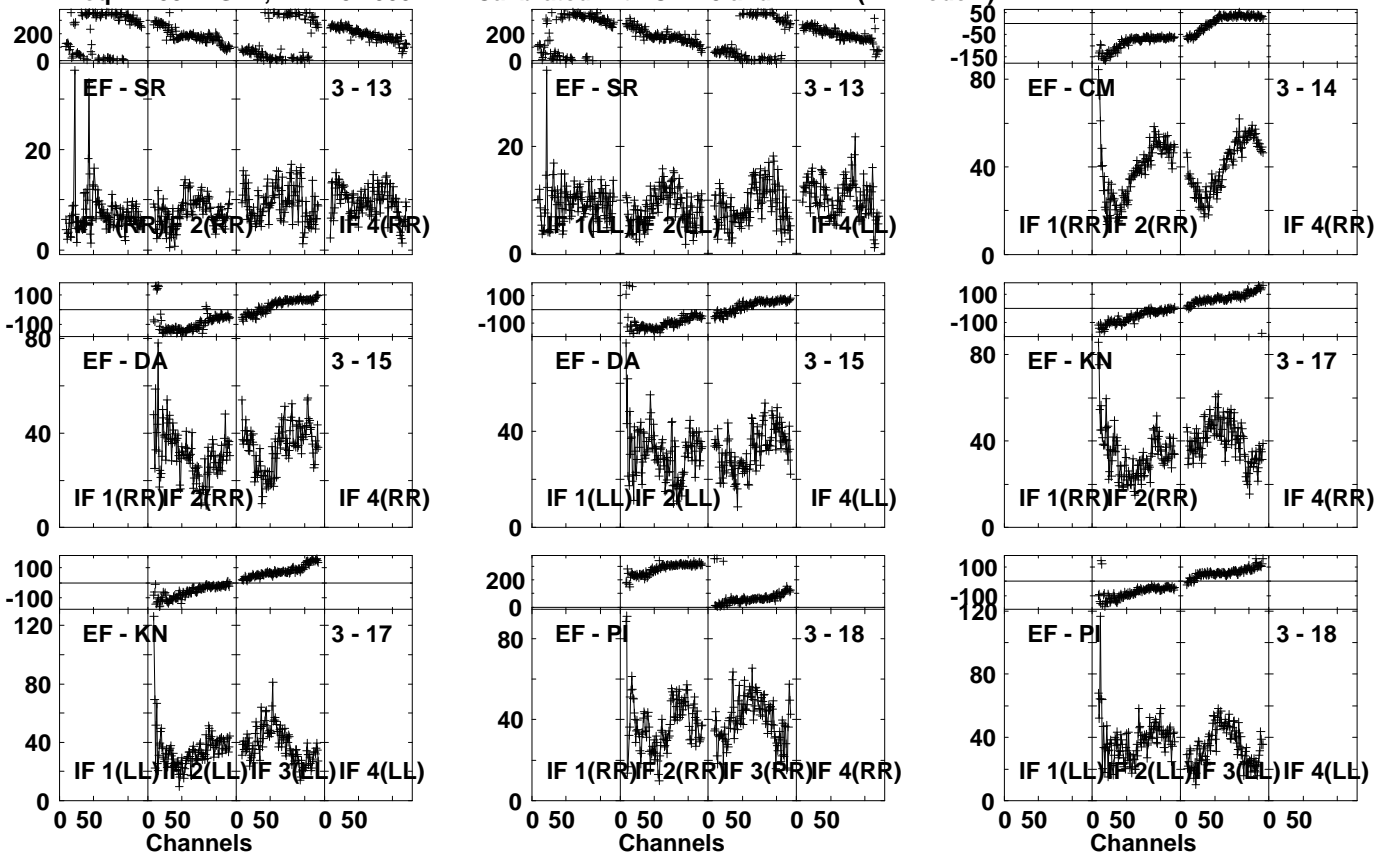 200
0
EF - SR 3 - 13
20
10
0
IF 1(RR) IF 2(RR) IF 4(RR)
200
0
EF - SR 3 - 13
20
10
0
IF 1(LL) IF 2(LL) IF 4(LL)
50
-50
-150
80
EF - CM 3 - 14
40
0
IF 1(RR) IF 2(RR) IF 4(RR)
100
-100
80
EF - DA 3 - 15
40
0
IF 1(RR) IF 2(RR) IF 4(RR)
100
-100
EF - DA 3 - 15
40
0
IF 1(LL) IF 2(LL) IF 4(LL)
100
-100
80
EF - KN 3 - 17
40
0
IF 1(RR) IF 2(RR) IF 4(RR)
100
-100
120
EF - KN 3 - 17
80
40
0
IF 1(LL) IF 2(LL) IF 3(LL) IF 4(LL)
0 50 0 50 0 50 0 50
Channels
200
0
80
EF - PI 3 - 18
40
0
IF 1(RR) IF 2(RR) IF 3(RR) IF 4(RR)
0 50 0 50 0 50 0 50
Channels
100
-100
120
EF - PI 3 - 18
80
40
0
IF 1(LL) IF 2(LL) IF 3(LL) IF 4(LL)
0 50 0 50 0 50 0 50
Channels